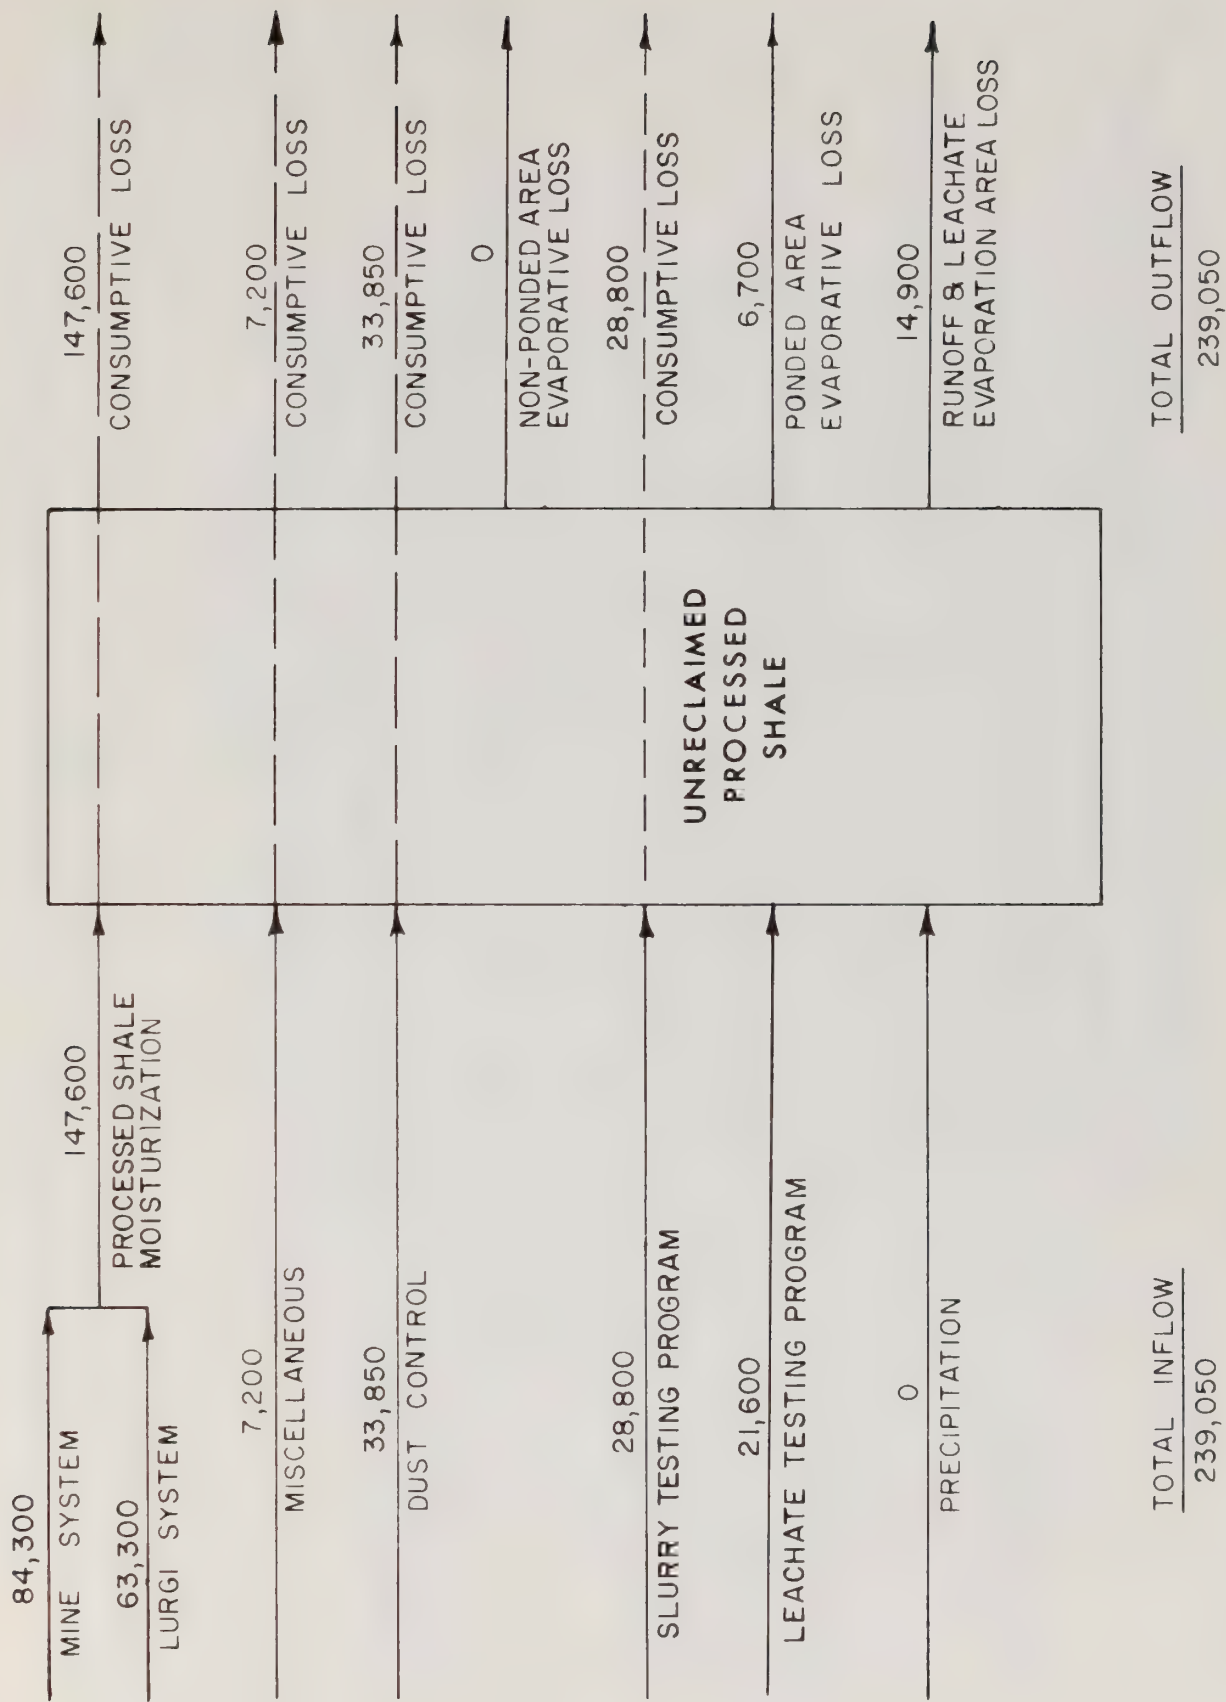 84,300
MINE SYSTEM
63,300
LURGI SYSTEM
147,600
PROCESSED SHALE
MOISTURIZATION
7,200
MISCELLANEOUS
33,850
DUST CONTROL
28,800
SLURRY TESTING PROGRAM
21,600
LEACHATE TESTING PROGRAM
0
PRECIPITATION
TOTAL INFLOW
239,050
UNRECLAIMED
PROCESSED
SHALE
147,600
CONSUMPTIVE LOSS
7,200
CONSUMPTIVE LOSS
33,850
CONSUMPTIVE LOSS
0
NON-PONDED AREA
EVAPORATIVE LOSS
28,800
CONSUMPTIVE LOSS
6,700
PONDED AREA
EVAPORATIVE LOSS
14,900
RUNOFF & LEACHATE
EVAPORATION AREA LOSS
TOTAL OUTFLOW
239,050